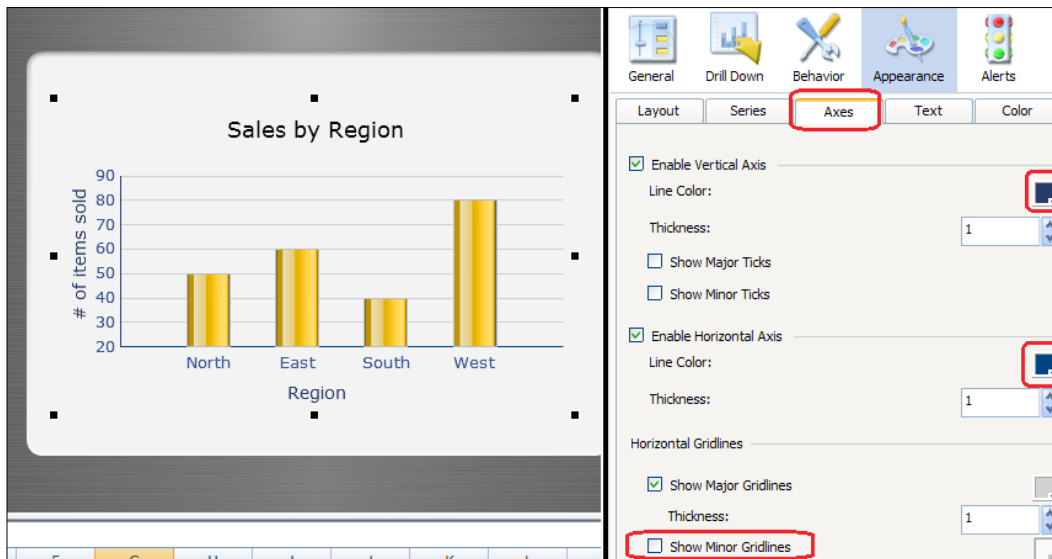 Sales by Region
# of items sold
90
80
70
60
50
40
30
20
North East South West
Region
General Drill Down Behavior Appearance Alerts
Layout Series Axes Text Color
Enable Vertical Axis
Line Color:
Thickness: 1
Show Major Ticks
Show Minor Ticks
Enable Horizontal Axis
Line Color:
Thickness: 1
Horizontal Gridlines
Show Major Gridlines
Thickness: 1
Show Minor Gridlines